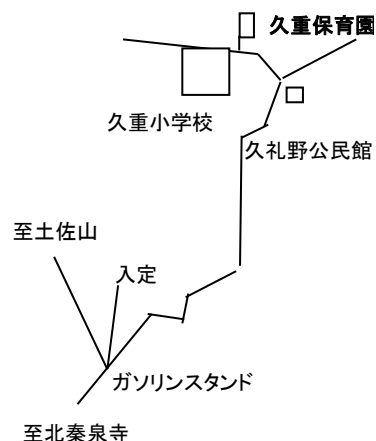 久重保育園
久重小学校
久礼野公民館
至土佐山
入定
ガソリンスタンド
至北秦泉寺